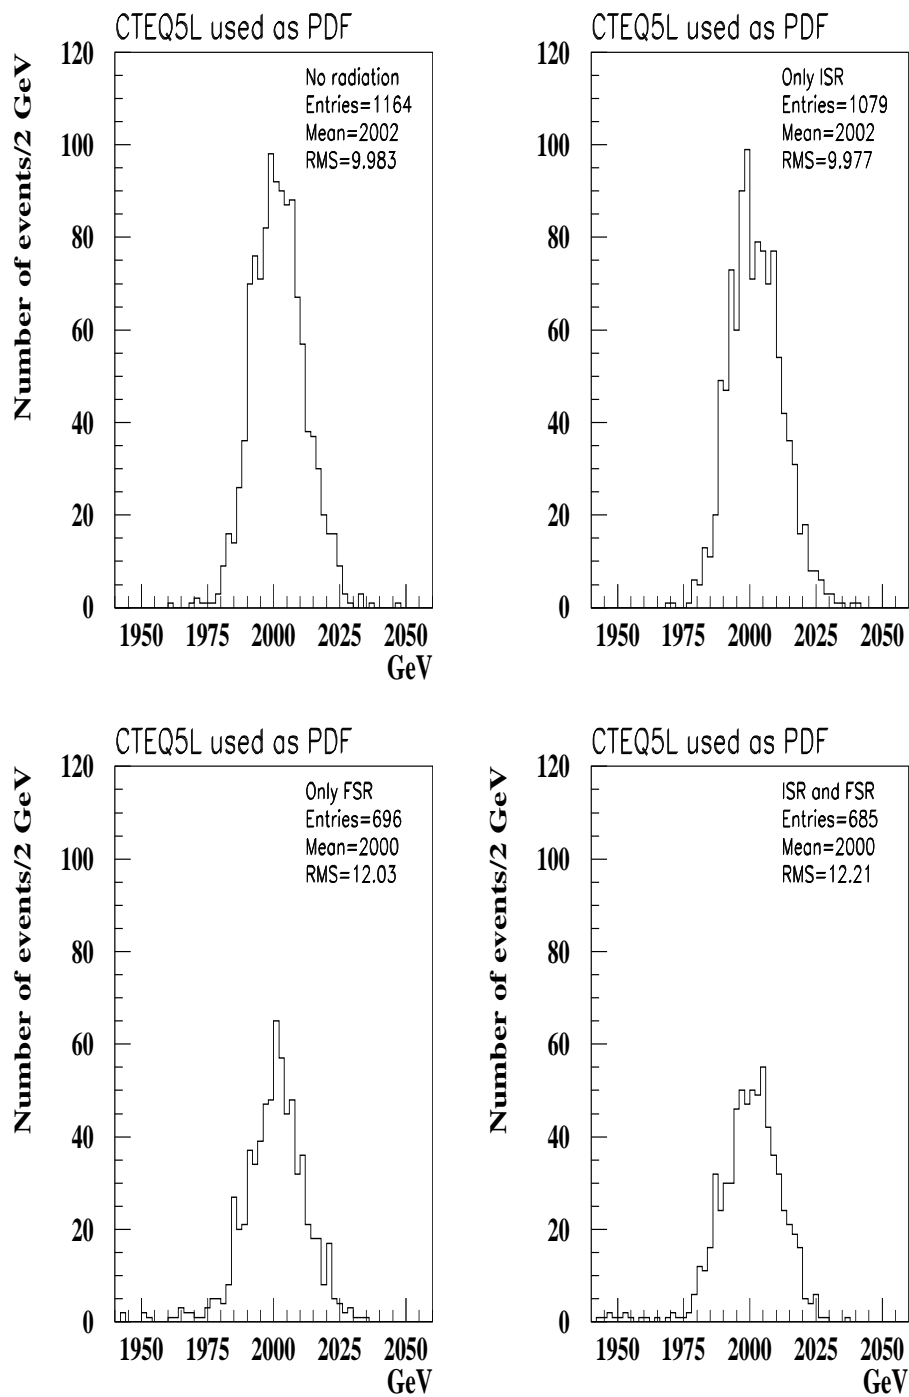 CTEQ5L used as PDF
Number of events/2 GeV
120
100
80
60
40
20
0
No radiation
Entries=1164
Mean=2002
RMS=9.983
1950 1975 2000 2025 2050
GeV
CTEQ5L used as PDF
120
100
80
60
40
20
0
Only ISR
Entries=1079
Mean=2002
RMS=9.977
1950 1975 2000 2025 2050
CTEQ5L used as PDF
Number of events/2 GeV
120
100
80
60
40
20
0
Only FSR
Entries=696
Mean=2000
RMS=12.03
1950 1975 2000 2025 2050
GeV
CTEQ5L used as PDF
Number of events/2 GeV
120
100
80
60
40
20
0
ISR and FSR
Entries=685
Mean=2000
RMS=12.21
1950 1975 2000 2025 2050
GeV